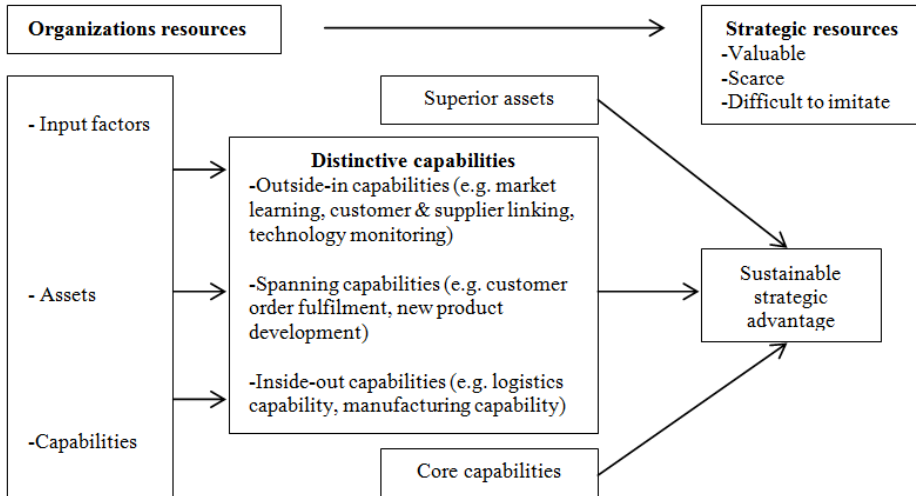 Organizations resources
Strategic resources
-Valuable
-Scarce
-Difficult to imitate
- Input factors
- Assets
-Capabilities
Superior assets
Distinctive capabilities
-Outside-in capabilities (e.g. market
learning, customer & supplier linking,
technology monitoring)
-Spanning capabilities (e.g. customer
order fulfilment, new product
development)
-Inside-out capabilities (e.g. logistics
capability, manufacturing capability)
Core capabilities
Sustainable
strategic
advantage